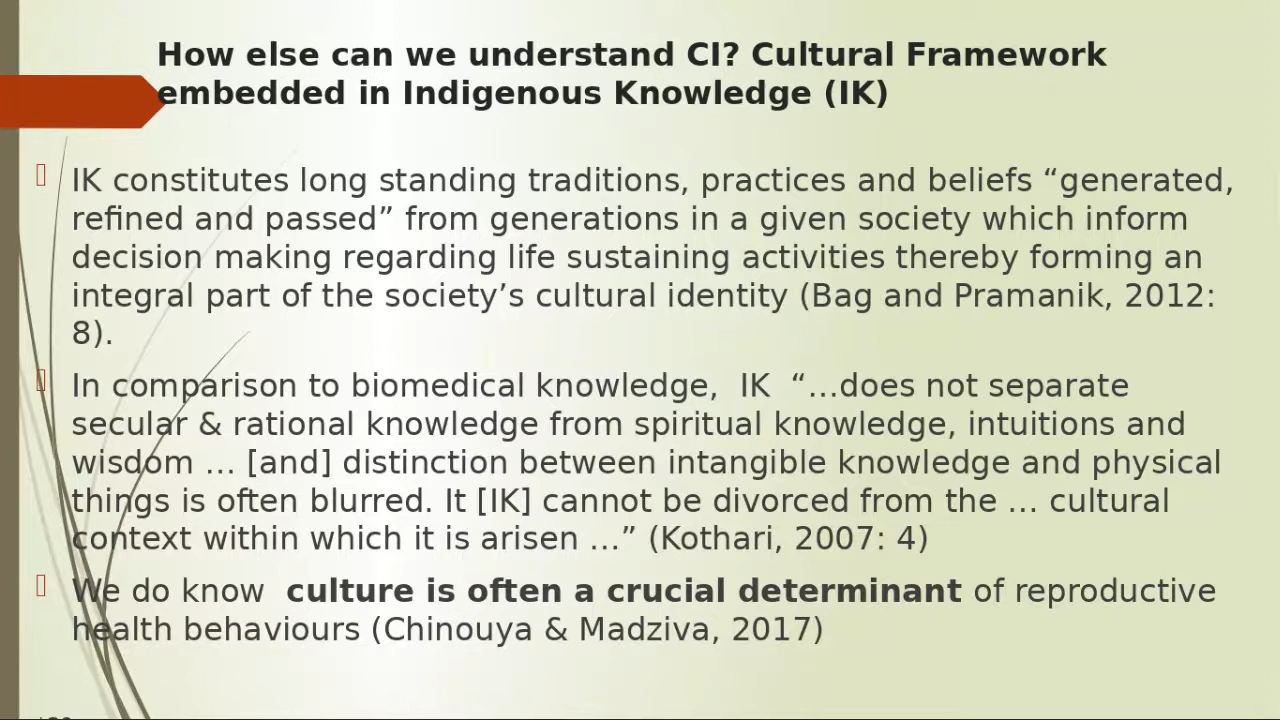 How else can we understand CI? Cultural Framework
embedded in Indigenous Knowledge (IK)
IK constitutes long standing traditions, practices and beliefs “generated,
refined and passed” from generations in a given society which inform
decision making regarding life sustaining activities thereby forming an
integral part of the society’s cultural identity (Bag and Pramanik, 2012:
8).
In comparison to biomedical knowledge,  IK  “…does not separate
secular & rational knowledge from spiritual knowledge, intuitions and
wisdom … [and] distinction between intangible knowledge and physical
things is often blurred. It [IK] cannot be divorced from the … cultural
context within which it is arisen …” (Kothari, 2007: 4)
We do know  culture is often a crucial determinant of reproductive
health behaviours (Chinouya & Madziva, 2017)